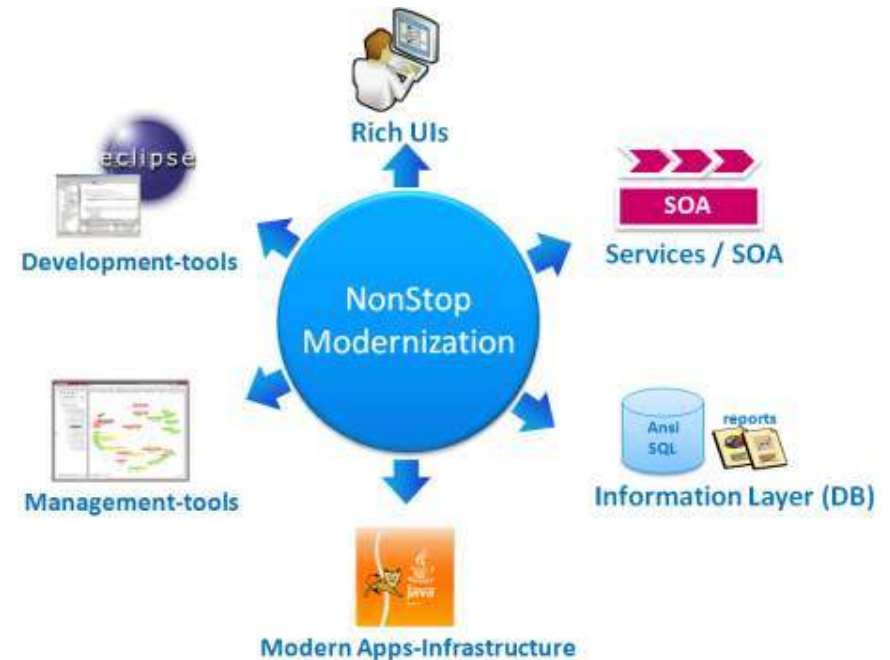 Rich UIs
eclipse
Development-tools
SOA
Services / SOA
NonStop
Modernization
Management-tools
Ansi
SQL
reports
Information Layer (DB)
java
Modern Apps-Infrastructure